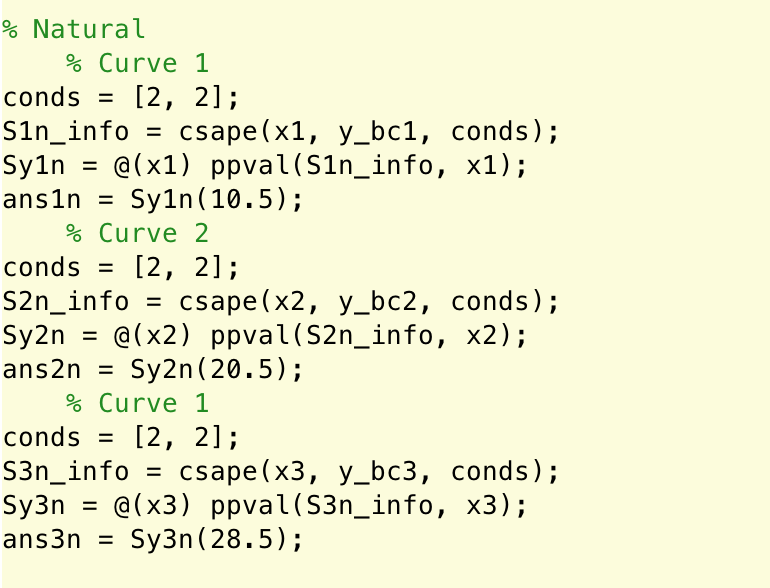 % Natural
    % Curve 1
conds = [2, 2];
S1n_info = csape(x1, y_bc1, conds);
Sy1n = @(x1) ppval(S1n_info, x1);
ans1n = Sy1n(10.5);
    % Curve 2
conds = [2, 2];
S2n_info = csape(x2, y_bc2, conds);
Sy2n = @(x2) ppval(S2n_info, x2);
ans2n = Sy2n(20.5);
    % Curve 1
conds = [2, 2];
S3n_info = csape(x3, y_bc3, conds);
Sy3n = @(x3) ppval(S3n_info, x3);
ans3n = Sy3n(28.5);